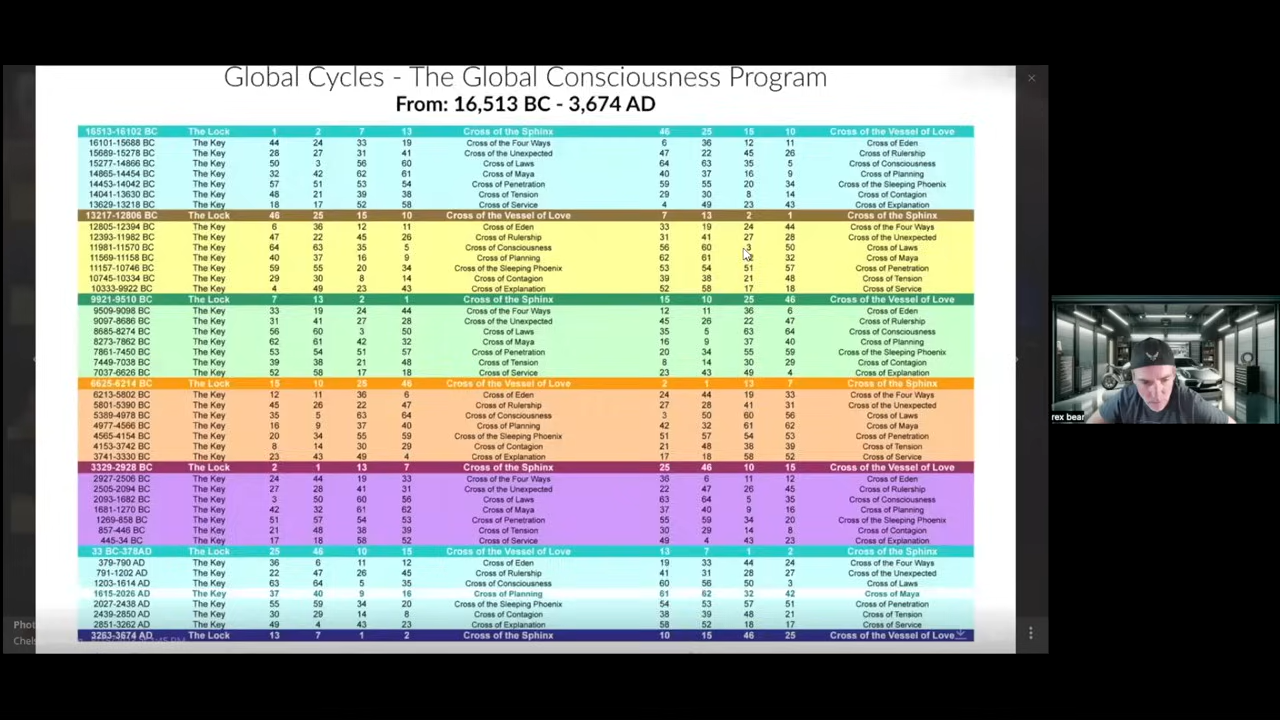 Global Cycles - The Global Consciousness Program
From: 16,513 BC - 3,674 AD
16513-16102 BC The Lock 1 2 7 13 Cross of the Sphinx 46 25 15 10 Cross of the Vessel of Love
16101-15688 BC The Key 44 24 33 19 Cross of the Four Ways 6 36 12 11 Cross of Eden
15689-15278 BC The Key 28 27 31 41 Cross of the Unexpected 47 22 45 26 Cross of Rulership
15277-14866 BC The Key 50 3 56 60 Cross of Laws 64 63 35 5 Cross of Consciousness
14865-14454 BC The Key 32 42 62 61 Cross of Maya 40 37 16 9 Cross of Planning
14453-14042 BC The Key 57 51 53 54 Cross of Penetration 59 55 20 34 Cross of the Sleeping Phoenix
14041-13630 BC The Key 48 21 39 38 Cross of Tension 29 30 8 14 Cross of Contagion
13629-13218 BC The Key 18 17 52 58 Cross of Service 4 49 23 43 Cross of Explanation
13217-12806 BC The Lock 46 25 15 10 Cross of the Vessel of Love 7 13 2 1 Cross of the Sphinx
12805-12394 BC The Key 6 36 12 11 Cross of Eden 33 19 24 44 Cross of the Four Ways
12393-11982 BC The Key 47 22 45 26 Cross of Rulership 31 41 27 28 Cross of the Unexpected
11981-11570 BC The Key 64 63 35 5 Cross of Consciousness 56 60 3 50 Cross of Laws
11569-11158 BC The Key 40 37 16 9 Cross of Planning 62 61 32 Cross of Maya
11157-10746 BC The Key 59 55 20 34 Cross of the Sleeping Phoenix 53 54 51 57 Cross of Penetration
10745-10334 BC The Key 29 30 8 14 Cross of Contagion 39 38 21 48 Cross of Tension
10333-9922 BC The Key 4 49 23 43 Cross of Explanation 52 58 17 18 Cross of Service
9921-9510 BC The Lock 7 13 2 1 Cross of the Sphinx 15 10 25 46 Cross of the Vessel of Love
9509-9098 BC The Key 33 19 24 44 Cross of the Four Ways 12 11 36 6 Cross of Eden
9097-8686 BC The Key 31 41 27 28 Cross of the Unexpected 45 26 22 47 Cross of Rulership
8685-8274 BC The Key 56 60 3 50 Cross of Laws 35 5 63 64 Cross of Consciousness
8273-7862 BC The Key 62 61 42 32 Cross of Maya 16 9 37 40 Cross of Planning
7861-7450 BC The Key 53 54 51 57 Cross of Penetration 20 34 55 59 Cross of the Sleeping Phoenix
7449-7038 BC The Key 39 38 21 48 Cross of Tension 8 14 30 29 Cross of Contagion
7037-6626 BC The Key 52 58 17 18 Cross of Service 23 43 49 4 Cross of Explanation
6625-6214 BC The Lock 15 10 25 46 Cross of the Vessel of Love 2 1 13 7 Cross of the Sphinx
6213-5802 BC The Key 12 11 36 6 Cross of Eden 24 44 19 33 Cross of the Four Ways
5801-5390 BC The Key 45 26 22 47 Cross of Rulership 27 28 41 31 Cross of the Unexpected
5389-4978 BC The Key 35 5 63 64 Cross of Consciousness 3 50 60 56 Cross of Laws
4977-4566 BC The Key 16 9 37 40 Cross of Planning 42 32 61 62 Cross of Maya
4565-4154 BC The Key 20 34 55 59 Cross of the Sleeping Phoenix 51 57 54 53 Cross of Penetration
4153-3742 BC The Key 8 14 30 29 Cross of Contagion 21 48 38 39 Cross of Tension
3741-3330 BC The Key 23 43 49 4 Cross of Explanation 17 18 58 52 Cross of Service
3329-2928 BC The Lock 2 1 13 7 Cross of the Sphinx 25 46 10 15 Cross of the Vessel of Love
2927-2506 BC The Key 24 44 19 33 Cross of the Four Ways 36 6 11 12 Cross of Eden
2505-2094 BC The Key 27 28 41 31 Cross of the Unexpected 22 47 26 45 Cross of Rulership
2093-1682 BC The Key 3 50 60 56 Cross of Laws 63 64 5 35 Cross of Consciousness
1681-1270 BC The Key 42 32 61 62 Cross of Maya 37 40 9 16 Cross of Planning
1269-858 BC The Key 51 57 54 53 Cross of Penetration 55 59 34 20 Cross of the Sleeping Phoenix
857-446 BC The Key 21 48 38 39 Cross of Tension 30 29 14 8 Cross of Contagion
445-34 BC The Key 17 18 58 52 Cross of Service 49 4 43 23 Cross of Explanation
33 BC-378AD The Lock 25 46 10 15 Cross of the Vessel of Love 13 7 1 2 Cross of the Sphinx
379-790 AD The Key 36 6 11 12 Cross of Eden 19 33 44 24 Cross of the Four Ways
791-1202 AD The Key 22 47 26 45 Cross of Rulership 41 31 28 27 Cross of the Unexpected
1203-1614 AD The Key 63 64 5 35 Cross of Consciousness 60 56 50 3 Cross of Laws
1615-2026 AD The Key 37 40 9 16 Cross of Planning 61 62 32 42 Cross of Maya
2027-2438 AD The Key 55 59 34 20 Cross of the Sleeping Phoenix 54 53 57 51 Cross of Penetration
2439-2850 AD The Key 30 29 14 8 Cross of Contagion 38 39 48 21 Cross of Tension
2851-3262 AD The Key 49 4 43 23 Cross of Explanation 58 52 18 17 Cross of Service
3263-3674 AD The Lock 13 7 1 2 Cross of the Sphinx 10 15 46 25 Cross of the Vessel of Love
rex bear